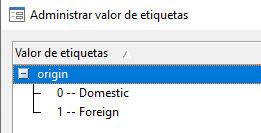 Administrar valor de etiquetas
Valor de etiquetas
origin
0 -- Domestic
1 -- Foreign